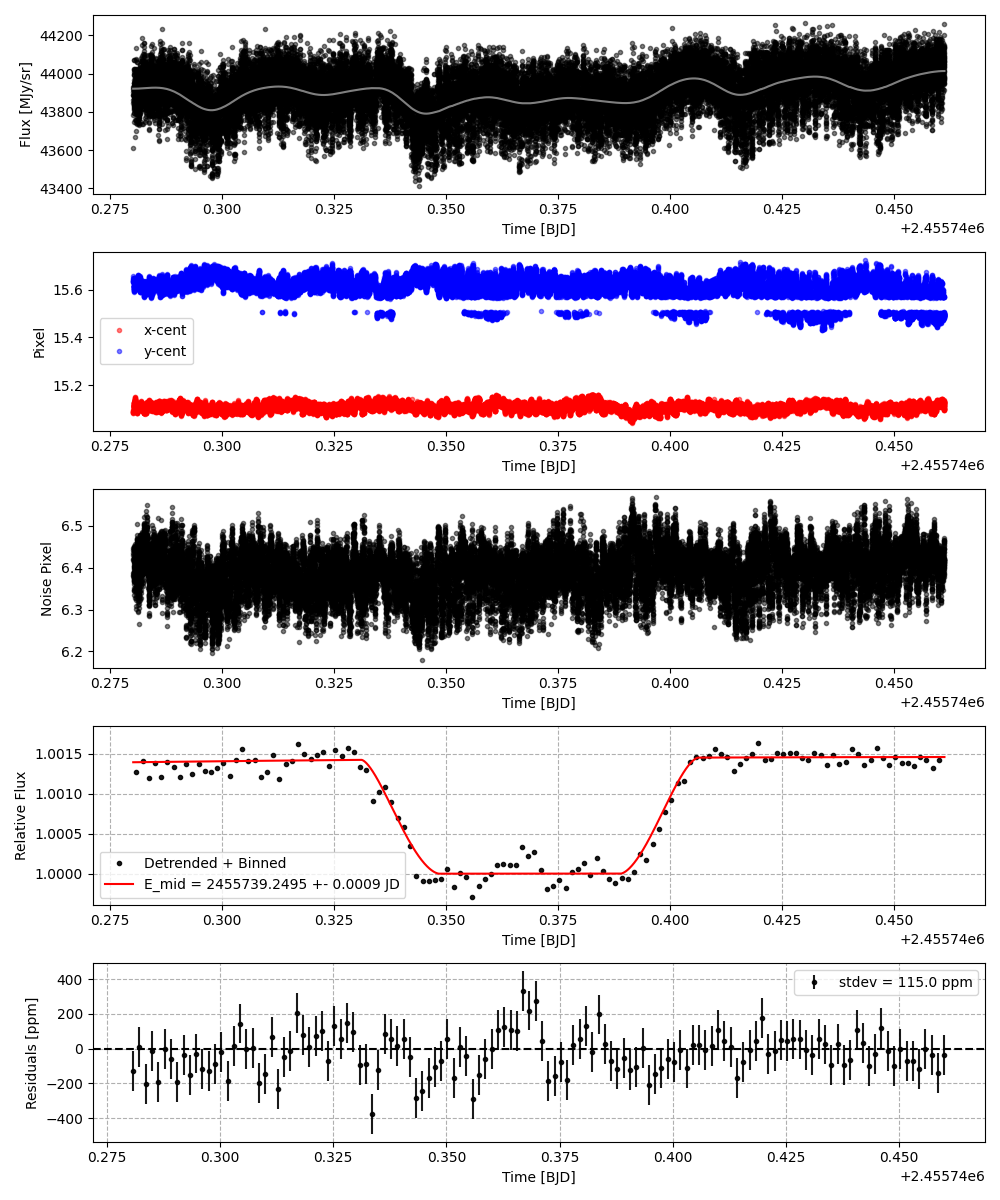 Flux [MJy/sr]
44200
44000
43800
43600
43400
0.275 0.300 0.325 0.350 0.375 0.400 0.425 0.450
Time [BJD]
+2.45574e6
Pixel
15.6
15.4
15.2
x-cent
y-cent
0.275 0.300 0.325 0.350 0.375 0.400 0.425 0.450
Time [BJD]
+2.45574e6
Noise Pixel
6.5
6.4
6.3
6.2
0.275 0.300 0.325 0.350 0.375 0.400 0.425 0.450
Time [BJD]
+2.45574e6
Relative Flux
1.0015
1.0010
1.0005
1.0000
Detrended + Binned
E_mid = 2455739.2495 +- 0.0009 JD
0.275 0.300 0.325 0.350 0.375 0.400 0.425 0.450
Time [BJD]
+2.45574e6
Residuals [ppm]
400
200
0
−200
−400
stdev = 115.0 ppm
0.275 0.300 0.325 0.350 0.375 0.400 0.425 0.450
Time [BJD]
+2.45574e6